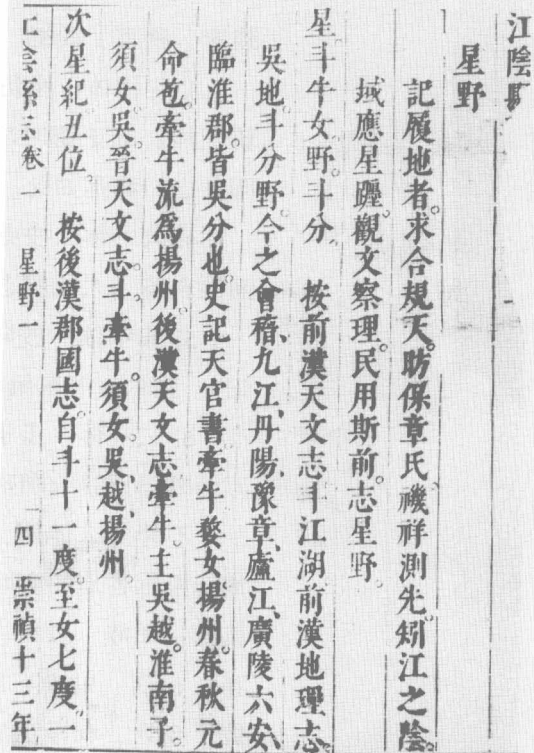 江陰縣
星野
記履地者求合規天昉保章氏禨祥測先矧江之陰
域應星躔觀文察理民用斯前志星野
星斗牛女野斗分 按前漢天文志斗江湖前漢地理志
吳地斗分野今之會稽九江丹陽豫章廬江廣陵六安
臨淮郡皆吳分也史記天官書牽牛婺女揚州春秋元
命苞牽牛流爲揚州後漢天文志牽牛主吳越淮南子
須女吳晉天文志斗牽牛須女吳越揚州
次星紀丑位 按後漢郡國志自斗十一度至女七度一
江陰縣志卷一 星野一 四 崇禎十三年